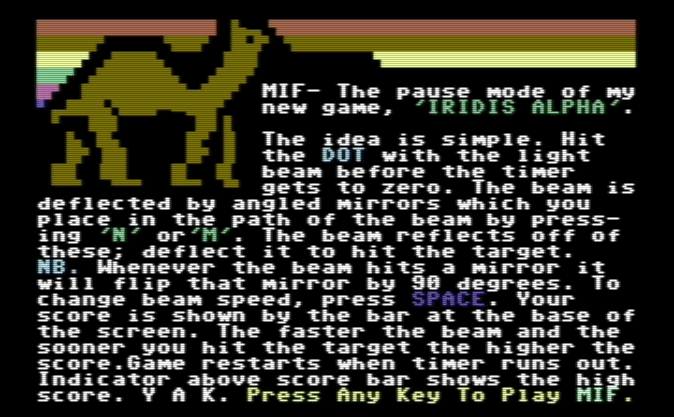 MIF- The pause mode of my
new game, 'IRIDIS ALPHA'.
The idea is simple. Hit
the DOT with the light
beam before the timer
gets to zero. The beam is
deflected by angled mirrors which you
place in the path of the beam by press-
ing 'N' or 'M'. The beam reflects off of
these; deflect it to hit the target.
NB. Whenever the beam hits a mirror it
will flip that mirror by 90 degrees. To
change beam speed, press SPACE. Your
score is shown by the bar at the base of
the screen. The faster the beam and the
sooner you hit the target the higher the
score.Game restarts when timer runs out.
Indicator above score bar shows the high
score. Y A K. Press Any Key To Play MIF.